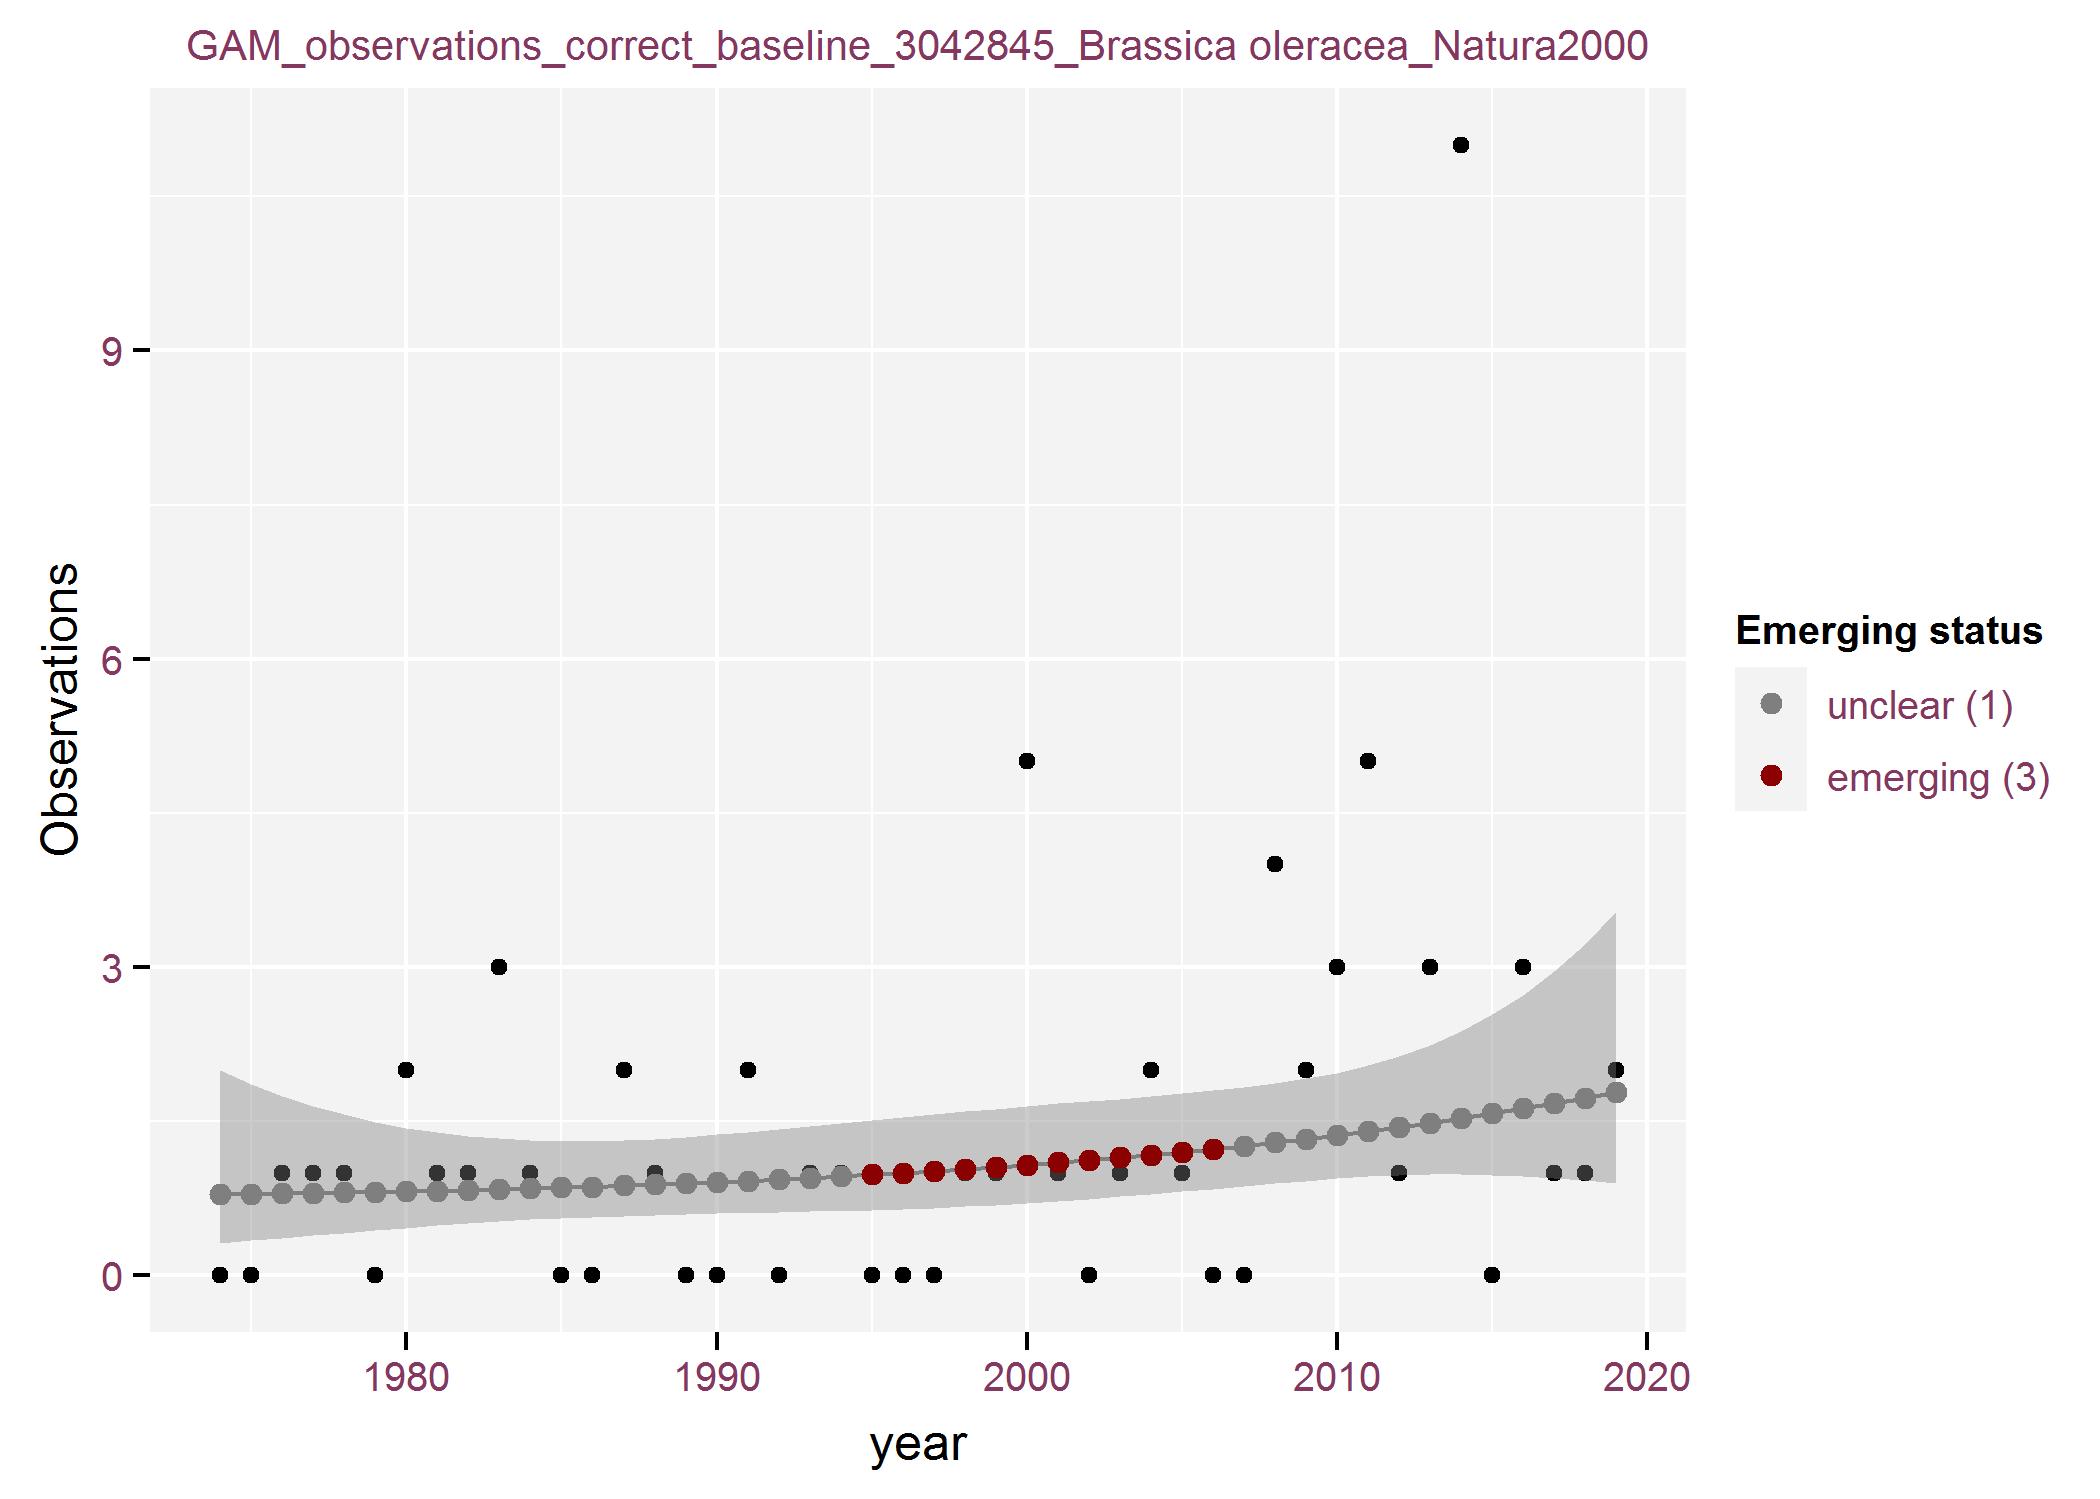 GAM_observations_correct_baseline_3042845_Brassica oleracea_Natura2000
Observations
9
6
3
0
1980
1990
2000
2010
2020
year
Emerging status
unclear (1)
emerging (3)